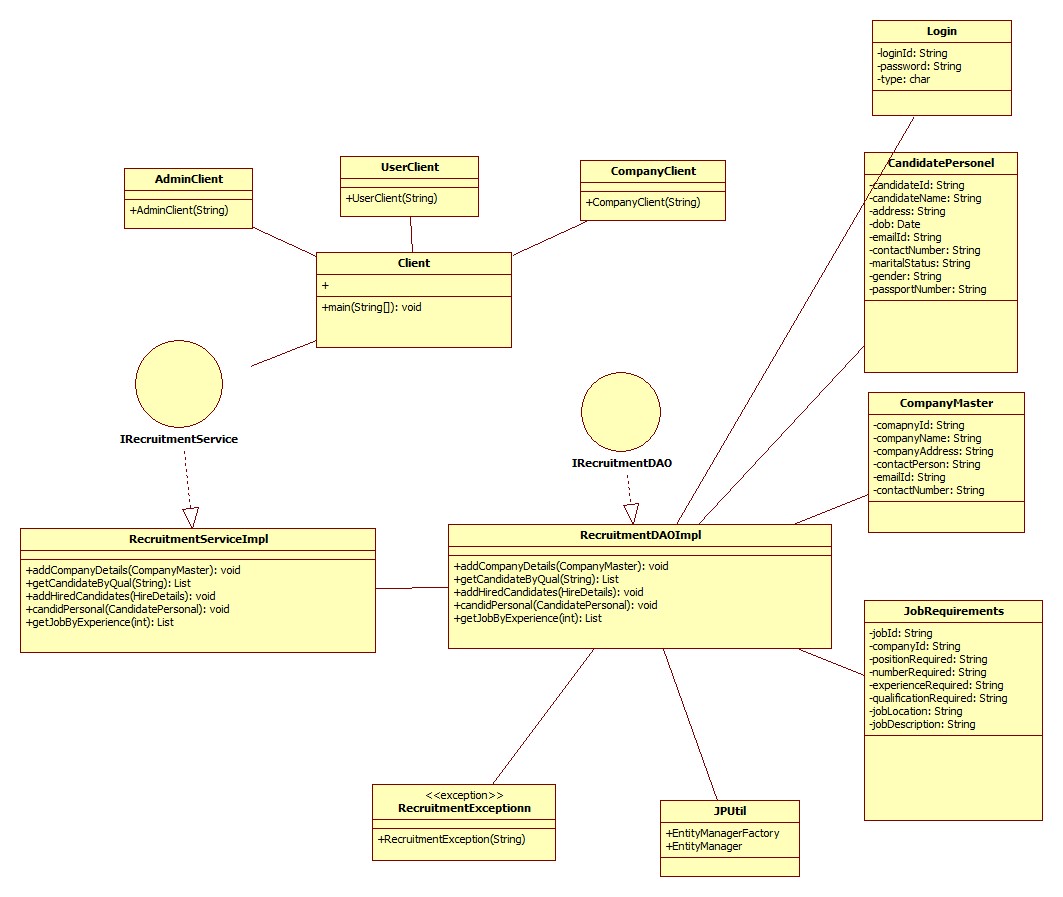 Login
-loginId: String
-password: String
-type: char
CandidatePersonel
-candidateId: String
-candidateName: String
-address: String
-dob: Date
-emailId: String
-contactNumber: String
-maritalStatus: String
-gender: String
-passportNumber: String
AdminClient
+AdminClient(String)
UserClient
+UserClient(String)
CompanyClient
+CompanyClient(String)
Client
+
+main(String[]): void
IRecruitmentService
IRecruitmentDAO
CompanyMaster
-comapnyId: String
-companyName: String
-companyAddress: String
-contactPerson: String
-emailId: String
-contactNumber: String
RecruitmentServiceImpl
+addCompanyDetails(CompanyMaster): void
+getCandidateByQual(String): List
+addHiredCandidates(HireDetails): void
+candidPersonal(CandidatePersonal): void
+getJobByExperience(int): List
RecruitmentDAOImpl
+addCompanyDetails(CompanyMaster): void
+getCandidateByQual(String): List
+addHiredCandidates(HireDetails): void
+candidPersonal(CandidatePersonal): void
+getJobByExperience(int): List
JobRequirements
-jobId: String
-companyId: String
-positionRequired: String
-numberRequired: String
-experienceRequired: String
-qualificationRequired: String
-jobLocation: String
-jobDescription: String
<<exception>>
RecruitmentExceptionn
+RecruitmentException(String)
JPUtil
+EntityManagerFactory
+EntityManager